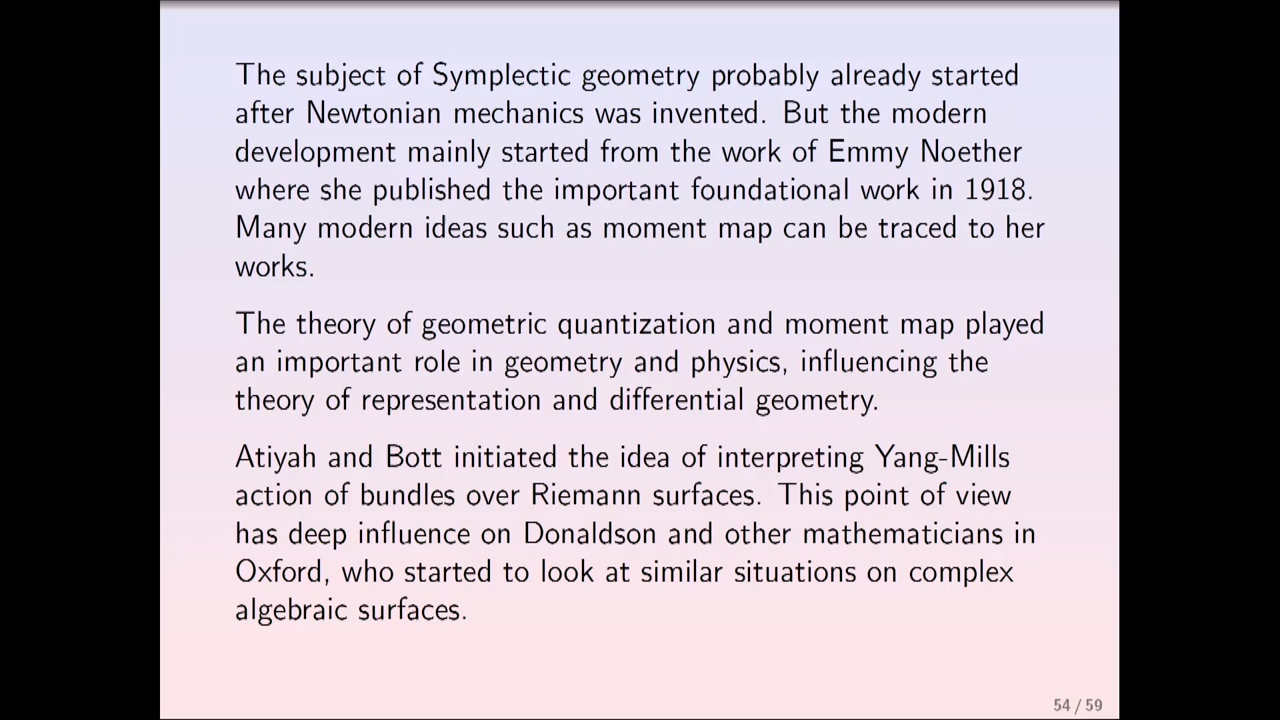 The subject of Symplectic geometry probably already started
after Newtonian mechanics was invented. But the modern
development mainly started from the work of Emmy Noether
where she published the important foundational work in 1918.
Many modern ideas such as moment map can be traced to her
works.
The theory of geometric quantization and moment map played
an important role in geometry and physics, influencing the
theory of representation and differential geometry.
Atiyah and Bott initiated the idea of interpreting Yang-Mills
action of bundles over Riemann surfaces. This point of view
has deep influence on Donaldson and other mathematicians in
Oxford, who started to look at similar situations on complex
algebraic surfaces.
54 / 59